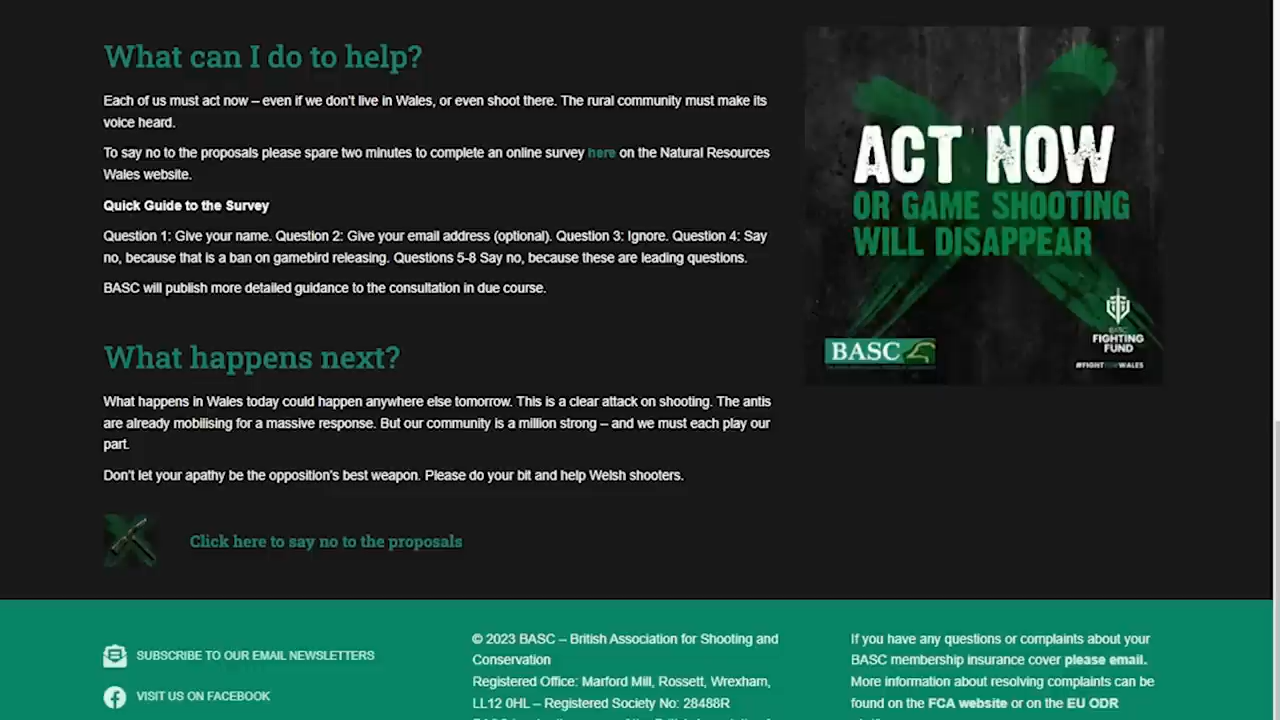 What can I do to help?
Each of us must act now – even if we don't live in Wales, or even shoot there. The rural community must make its
voice heard.
To say no to the proposals please spare two minutes to complete an online survey here on the Natural Resources
Wales website.
Quick Guide to the Survey
Question 1: Give your name. Question 2: Give your email address (optional). Question 3: Ignore. Question 4: Say
no, because that is a ban on gamebird releasing. Questions 5-8 Say no, because these are leading questions.
BASC will publish more detailed guidance to the consultation in due course.
What happens next?
What happens in Wales today could happen anywhere else tomorrow. This is a clear attack on shooting. The antis
are already mobilising for a massive response. But our community is a million strong – and we must each play our
part.
Don't let your apathy be the opposition's best weapon. Please do your bit and help Welsh shooters.
Click here to say no to the proposals
ACT NOW
OR GAME SHOOTING
WILL DISAPPEAR
BASC
BASC
FIGHTING
FUND
#FIGHTFORWALES
SUBSCRIBE TO OUR EMAIL NEWSLETTERS
VISIT US ON FACEBOOK
© 2023 BASC – British Association for Shooting and
Conservation
Registered Office: Marford Mill, Rossett, Wrexham,
LL12 0HL – Registered Society No: 28488R
If you have any questions or complaints about your
BASC membership insurance cover please email.
More information about resolving complaints can be
found on the FCA website or on the EU ODR